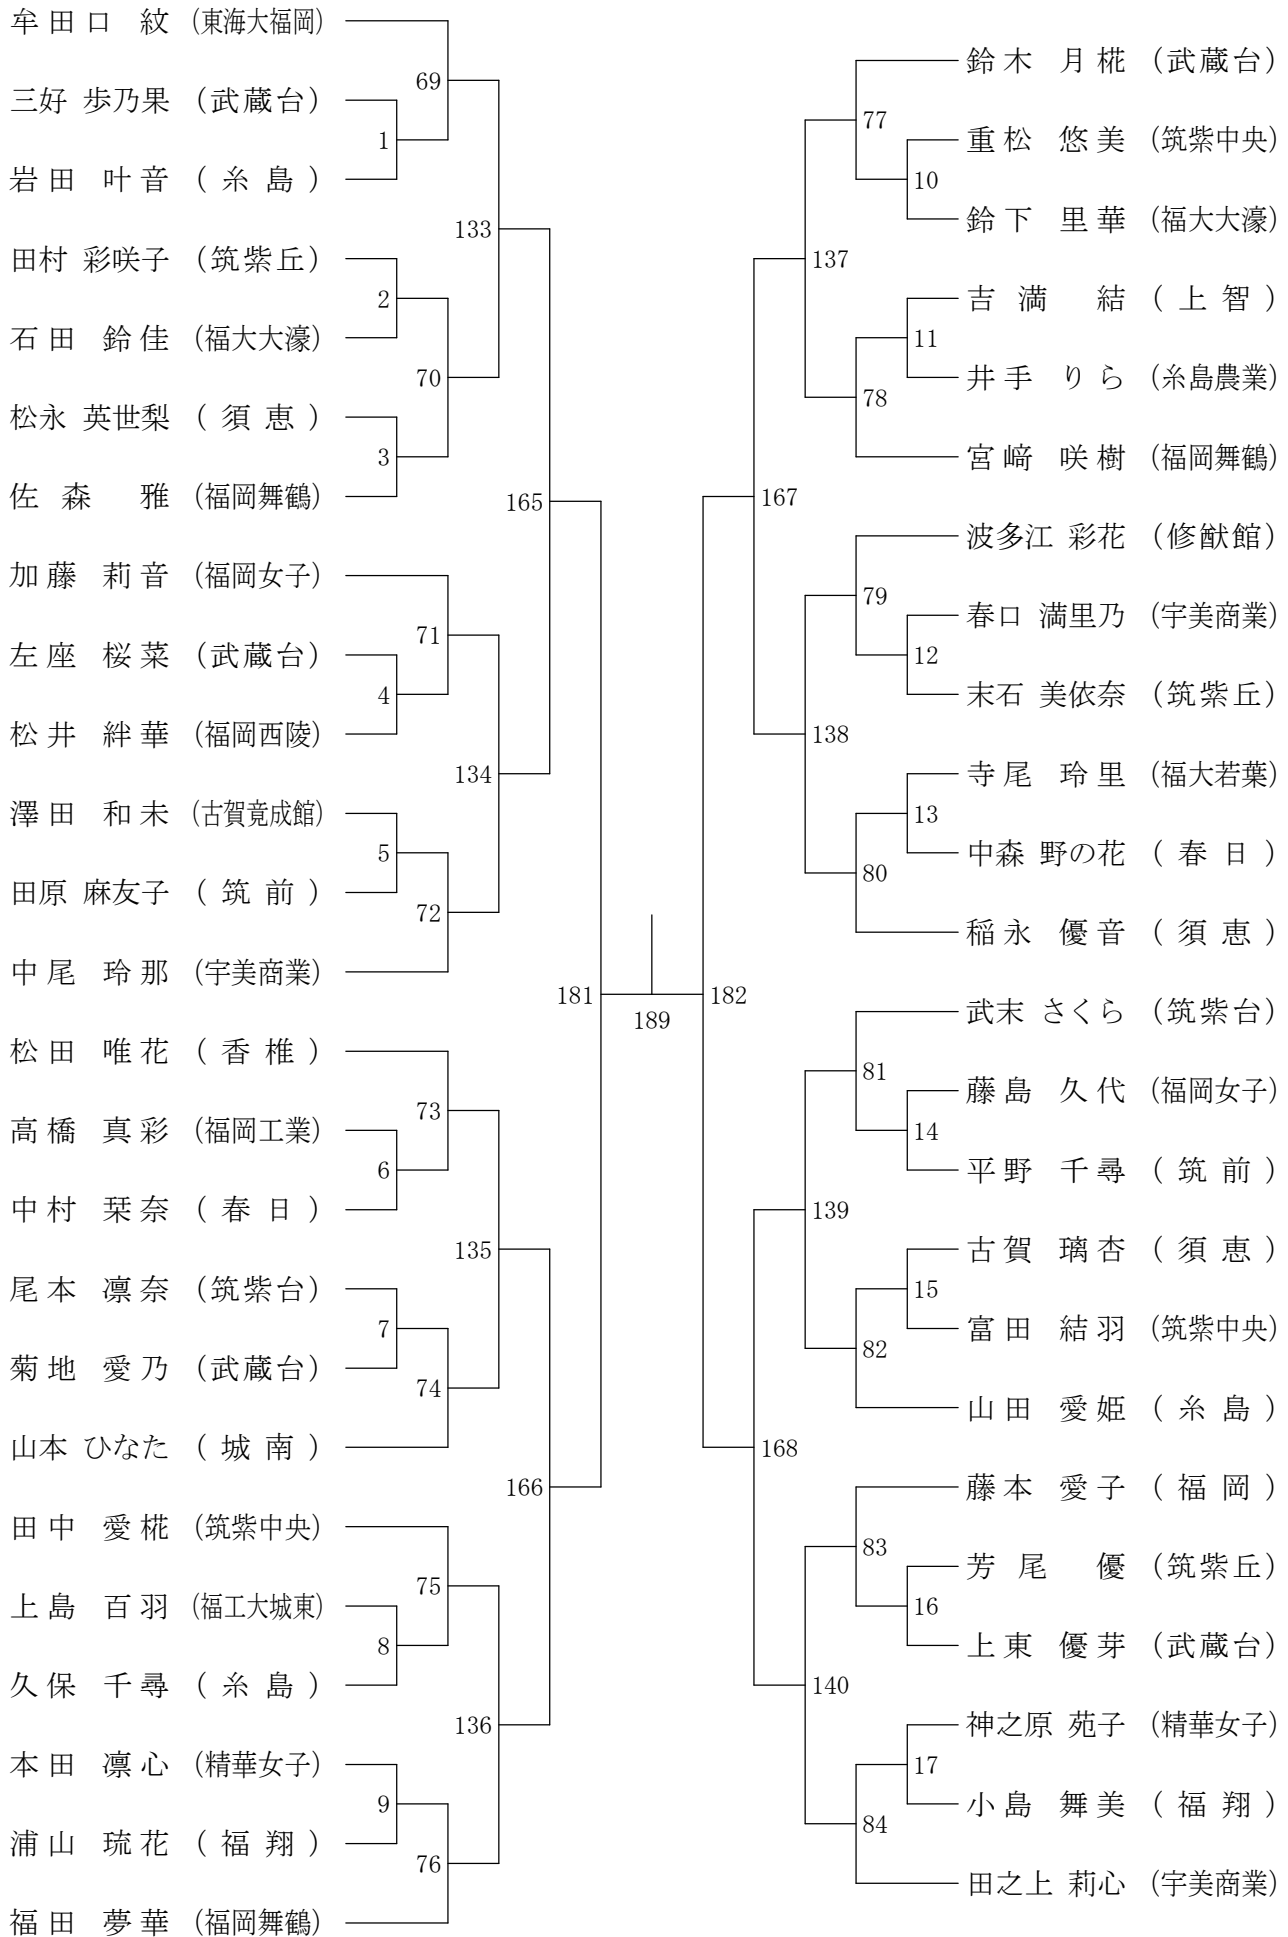 牟田口 紋 (東海大福岡)
69
三好 歩乃果 (武蔵台)
1
岩田 叶音 (糸島)
133
田村 彩咲子 (筑紫丘)
2
石田 鈴佳 (福大大濠)
70
松永 英世梨 (須恵)
3
佐森 雅 (福岡舞鶴)
165
加藤 莉音 (福岡女子)
71
左座 桜菜 (武蔵台)
4
松井 絆華 (福岡西陵)
134
澤田 和未 (古賀竟成館)
5
田原 麻友子 (筑前)
72
中尾 玲那 (宇美商業)
181
松田 唯花 (香椎)
73
高橋 真彩 (福岡工業)
6
中村 栞奈 (春日)
135
尾本 凛奈 (筑紫台)
7
菊地 愛乃 (武蔵台)
74
山本 ひなた (城南)
166
田中 愛椛 (筑紫中央)
75
上島 百羽 (福工大城東)
8
久保 千尋 (糸島)
136
本田 凛心 (精華女子)
9
浦山 琉花 (福翔)
76
福田 夢華 (福岡舞鶴)
189
鈴木 月椛 (武蔵台)
77
重松 悠美 (筑紫中央)
10
鈴下 里華 (福大大濠)
137
吉満 結 (上智)
11
井手 りら (糸島農業)
78
宮﨑 咲樹 (福岡舞鶴)
167
波多江 彩花 (修猷館)
79
春口 満里乃 (宇美商業)
12
末石 美依奈 (筑紫丘)
138
寺尾 玲里 (福大若葉)
13
中森 野の花 (春日)
80
稲永 優音 (須恵)
182
武末 さくら (筑紫台)
81
藤島 久代 (福岡女子)
14
平野 千尋 (筑前)
139
古賀 璃杏 (須恵)
15
富田 結羽 (筑紫中央)
82
山田 愛姫 (糸島)
168
藤本 愛子 (福岡)
83
芳尾 優 (筑紫丘)
16
上東 優芽 (武蔵台)
140
神之原 苑子 (精華女子)
17
小島 舞美 (福翔)
84
田之上 莉心 (宇美商業)